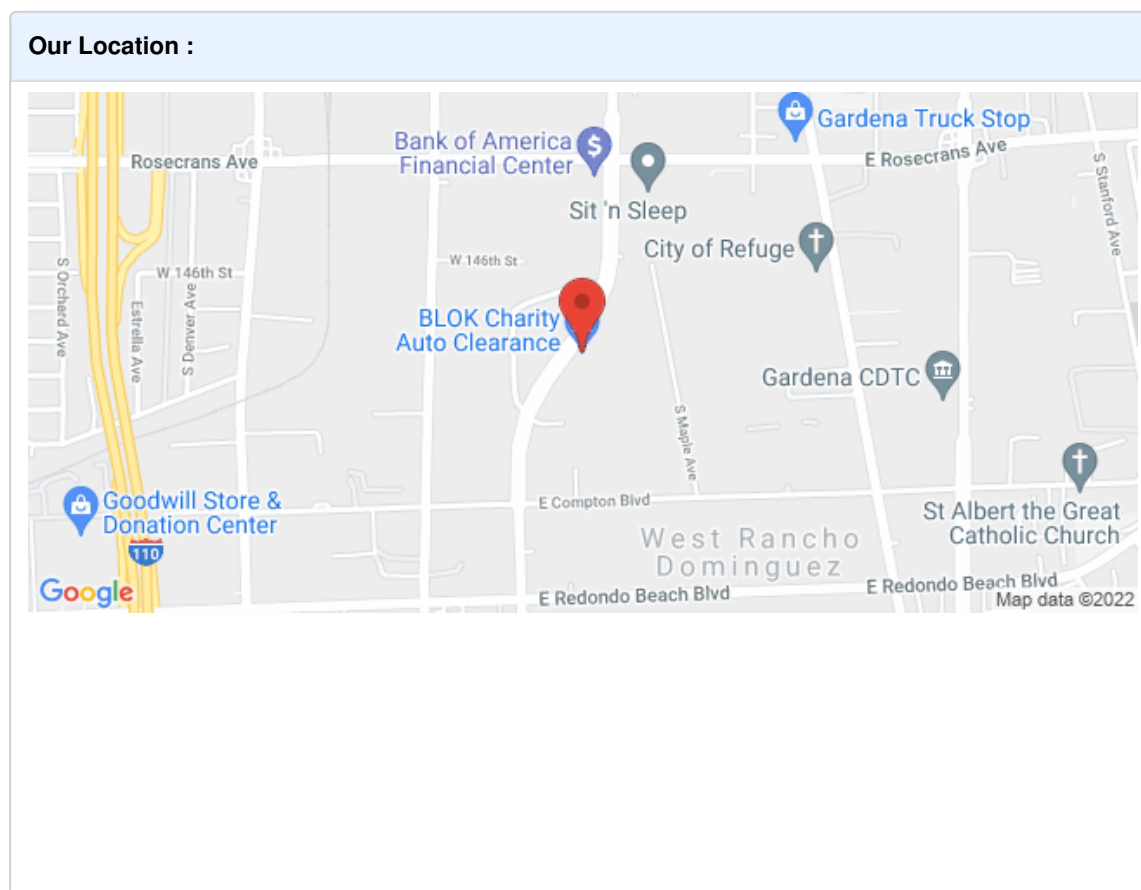 Our Location :
Gardena Truck Stop
Bank of America
Financial Center
$
Rosecrans Ave
E Rosecrans Ave
S Stanford Ave
Sit 'n Sleep
City of Refuge
W 146th St
W 146th St
S Orchard Ave
Estrella Ave
S Denver Ave
BLOK Charity
Auto Clearance
Gardena CDTC
S Maple Ave
Goodwill Store &
Donation Center
E Compton Blvd
St Albert the Great
Catholic Church
West Rancho
Dominguez
110
Google
E Redondo Beach Blvd
E Redondo Beach Blvd
Map data ©2022